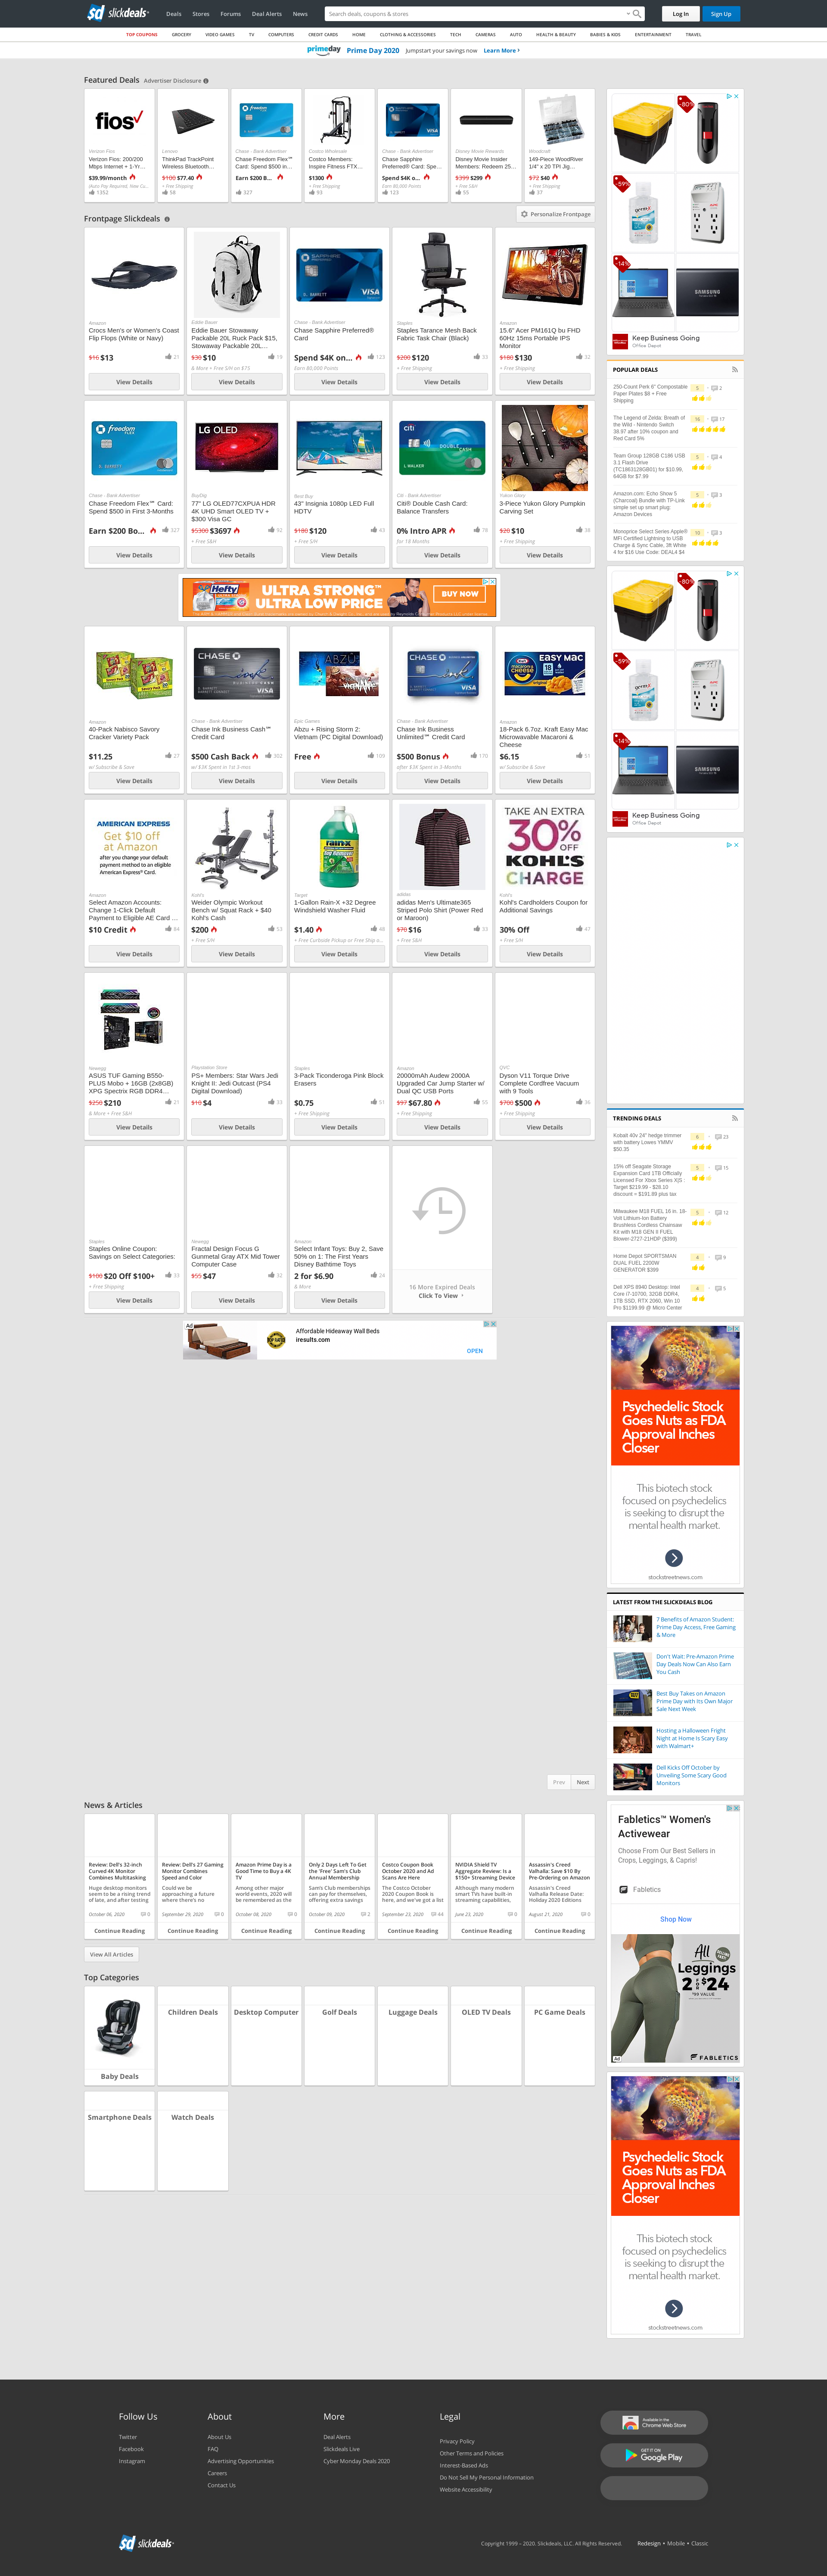 slickdeals
Deals
Stores
Forums
Deal Alerts
News
Search deals, coupons & stores
Log In
Sign Up
TOP COUPONS
GROCERY
VIDEO GAMES
TV
COMPUTERS
CREDIT CARDS
HOME
CLOTHING & ACCESSORIES
TECH
CAMERAS
AUTO
HEALTH & BEAUTY
BABIES & KIDS
ENTERTAINMENT
TRAVEL
prime day
Prime Day 2020
Jumpstart your savings now
Learn More
Featured Deals
Advertiser Disclosure
Verizon Fios
Verizon Fios: 200/200
Mbps Internet + 1-Yr...
$39.99/month
1352
Lenovo
ThinkPad TrackPoint
Wireless Bluetooth...
$100 $77.40
+ Free Shipping
58
Chase - Bank Advertiser
Chase Freedom Flex℠
Card: Spend $500 in...
Earn $200 B...
327
Costco Wholesale
Costco Members:
Inspire Fitness FTX...
$1300
+ Free Shipping
93
Chase - Bank Advertiser
Chase Sapphire
Preferred® Card: Spe...
Spend $4K o...
Earn 80,000 Points
123
Disney Movie Rewards
Disney Movie Insider
Members: Redeem 25...
$399 $299
+ Free S&H
55
Woodcraft
149-Piece WoodRiver
1/4" x 20 TPI Jig...
$72 $40
+ Free Shipping
37
Frontpage Slickdeals
Personalize Frontpage
Amazon
Crocs Men's or Women's Coast
Flip Flops (White or Navy)
$16 $13
21
View Details
Eddie Bauer
Eddie Bauer Stowaway
Packable 20L Ruck Pack $15,
Stowaway Packable 20L...
$30 $10
& More + Free S/H on $75
View Details
Chase - Bank Advertiser
Chase Sapphire Preferred®
Card
Spend $4K on...
123
Earn 80,000 Points
View Details
Staples
Staples Tarance Mesh Back
Fabric Task Chair (Black)
$200 $120
33
+ Free Shipping
View Details
Amazon
15.6" Acer PM161Q bu FHD
60Hz 15ms Portable IPS
Monitor
$180 $130
32
+ Free Shipping
View Details
Chase - Bank Advertiser
Chase Freedom Flex℠ Card:
Spend $500 in First 3-Months
Earn $200 Bo...
327
View Details
BuyDig
77" LG OLED77CXPUA HDR
4K UHD Smart OLED TV +
$300 Visa GC
$5300 $3697
92
+ Free S&H
View Details
Best Buy
43" Insignia 1080p LED Full
HDTV
$180 $120
43
+ Free S/H
View Details
Citi - Bank Advertiser
Citi® Double Cash Card:
Balance Transfers
0% Intro APR
78
for 18 Months
View Details
Yukon Glory
3-Piece Yukon Glory Pumpkin
Carving Set
$20 $10
38
+ Free Shipping
View Details
Hefty
ULTRA STRONG™
ULTRA LOW PRICE
BUY NOW
Amazon
40-Pack Nabisco Savory
Cracker Variety Pack
$11.25
27
w/ Subscribe & Save
View Details
Chase - Bank Advertiser
Chase Ink Business Cash℠
Credit Card
$500 Cash Back
302
w/ $3K Spent in 1st 3-mos
View Details
Epic Games
Abzu + Rising Storm 2:
Vietnam (PC Digital Download)
Free
109
View Details
Chase - Bank Advertiser
Chase Ink Business
Unlimited℠ Credit Card
$500 Bonus
170
after $3K Spent in 3-Months
View Details
Amazon
18-Pack 6.7oz. Kraft Easy Mac
Microwavable Macaroni &
Cheese
$6.15
51
w/ Subscribe & Save
View Details
AMERICAN EXPRESS
Get $10 off
at Amazon
after you change your default
payment method to an eligible
American Express® Card.
Amazon
Select Amazon Accounts:
Change 1-Click Default
Payment to Eligible AE Card ...
$10 Credit
84
View Details
Kohl's
Weider Olympic Workout
Bench w/ Squat Rack + $40
Kohl's Cash
$200
53
+ Free S/H
View Details
Target
1-Gallon Rain-X +32 Degree
Windshield Washer Fluid
$1.40
68
+ Free Curbside Pickup or Free Ship o...
View Details
adidas
adidas Men's Ultimate365
Striped Polo Shirt (Power Red
or Maroon)
$70 $16
33
+ Free S&H
View Details
TAKE AN EXTRA
30% OFF
KOHL'S
CHARGE
Kohl's
Kohl's Cardholders Coupon for
Additional Savings
30% Off
47
+ Free S/H
View Details
Newegg
ASUS TUF Gaming B550-
PLUS Mobo + 16GB (2x8GB)
XPG Spectrix RGB DDR4...
$250 $210
21
& More + Free S&H
View Details
Playstation Store
PS+ Members: Star Wars Jedi
Knight II: Jedi Outcast (PS4
Digital Download)
$10 $4
33
View Details
Staples
3-Pack Ticonderoga Pink Block
Erasers
$0.75
51
+ Free Shipping
View Details
Amazon
20000mAh Audew 2000A
Upgraded Car Jump Starter w/
Dual QC USB Ports
$97 $67.80
55
+ Free Shipping
View Details
QVC
Dyson V11 Torque Drive
Complete Cordfree Vacuum
with 9 Tools
$700 $500
36
+ Free Shipping
View Details
Staples
Staples Online Coupon:
Savings on Select Categories:
$100 $20 Off $100+
33
+ Free Shipping
View Details
Newegg
Fractal Design Focus G
Gunmetal Gray ATX Mid Tower
Computer Case
$55 $47
32
View Details
Amazon
Select Infant Toys: Buy 2, Save
50% on 1: The First Years
Disney Bathtime Toys
2 for $6.90
24
& More
View Details
16 More Expired Deals
Click To View
Ad
Affordable Hideaway Wall Beds
iresults.com
OPEN
Prev
Next
News & Articles
Review: Dell's 32-inch
Curved 4K Monitor
Combines Multitasking
Huge desktop monitors
seem to be a rising trend
of late, and after testing
October 06, 2020
0
Continue Reading
Review: Dell's 27 Gaming
Monitor Combines
Speed and Color
Could we be
approaching a future
where there's no
September 29, 2020
0
Continue Reading
Amazon Prime Day is a
Good Time to Buy a 4K
TV
Among other major
world events, 2020 will
be remembered as the
October 08, 2020
0
Continue Reading
Only 2 Days Left To Get
the 'Free' Sam's Club
Annual Membership
Sam's Club memberships
can pay for themselves,
offering extra savings
October 09, 2020
2
Continue Reading
Costco Coupon Book
October 2020 and Ad
Scans Are Here
The Costco October
2020 Coupon Book is
here, and we've got a list
September 23, 2020
44
Continue Reading
NVIDIA Shield TV
Aggregate Review: Is a
$150+ Streaming Device
Although many modern
smart TVs have built-in
streaming capabilities,
June 23, 2020
0
Continue Reading
Assassin's Creed
Valhalla: Save $10 By
Pre-Ordering on Amazon
Assassin's Creed
Valhalla Release Date:
Holiday 2020 Editions
August 21, 2020
6
Continue Reading
View All Articles
Top Categories
Baby Deals
Children Deals
Desktop Computer
Golf Deals
Luggage Deals
OLED TV Deals
PC Game Deals
Smartphone Deals
Watch Deals
-80%
-59%
-14%
SAMSUNG
Keep Business Going
Office Depot
POPULAR DEALS
250-Count Perk 6" Compostable
Paper Plates $8 + Free
Shipping
5
2
The Legend of Zelda: Breath of
the Wild - Nintendo Switch
38.97 after 10% coupon and
Red Card 5%
16
17
Team Group 128GB C186 USB
3.1 Flash Drive
(TC1863128GB01) for $10.99,
64GB for $7.99
5
4
Amazon.com: Echo Show 5
(Charcoal) Bundle with TP-Link
simple set up smart plug:
Amazon Devices
5
3
Monoprice Select Series Apple®
MFi Certified Lightning to USB
Charge & Sync Cable, 3ft White
4 for $16 Use Code: DEAL4 $4
10
3
-80%
-59%
-14%
SAMSUNG
Keep Business Going
Office Depot
TRENDING DEALS
Kobalt 40v 24" hedge trimmer
with battery Lowes YMMV
$50.35
6
23
15% off Seagate Storage
Expansion Card 1TB Officially
Licensed For Xbox Series X|S :
Target $219.99 - $28.10
discount = $191.89 plus tax
5
15
Milwaukee M18 FUEL 16 in. 18-
Volt Lithium-Ion Battery
Brushless Cordless Chainsaw
Kit with M18 GEN II FUEL
Blower-2727-21HDP ($399)
5
12
Home Depot SPORTSMAN
DUAL FUEL 2200W
GENERATOR $399
4
9
Dell XPS 8940 Desktop: Intel
Core i7-10700, 32GB DDR4,
1TB SSD, RTX 2060, Win 10
Pro $1199.99 @ Micro Center
4
5
Psychedelic Stock
Goes Nuts as FDA
Approval Inches
Closer
This biotech stock
focused on psychedelics
is seeking to disrupt the
mental health market.
stockstreetnews.com
LATEST FROM THE SLICKDEALS BLOG
7 Benefits of Amazon Student:
Prime Day Access, Free Gaming
& More
Don't Wait: Pre-Amazon Prime
Day Deals Now Can Also Earn
You Cash
Best Buy Takes on Amazon
Prime Day with Its Own Major
Sale Next Week
Hosting a Halloween Fright
Night at Home Is Scary Easy
with Walmart+
Dell Kicks Off October by
Unveiling Some Scary Good
Monitors
Fabletics™ Women's
Activewear
Choose From Our Best Sellers in
Crops, Leggings, & Capris!
Fabletics
Shop Now
All
Leggings
2 FOR $24
$99 VALUE
Ad
FABLETICS
Psychedelic Stock
Goes Nuts as FDA
Approval Inches
Closer
This biotech stock
focused on psychedelics
is seeking to disrupt the
mental health market.
stockstreetnews.com
Follow Us
Twitter
Facebook
Instagram
About
About Us
FAQ
Advertising Opportunities
Careers
Contact Us
More
Deal Alerts
Slickdeals Live
Cyber Monday Deals 2020
Legal
Privacy Policy
Other Terms and Policies
Interest-Based Ads
Do Not Sell My Personal Information
Website Accessibility
Available in the
Chrome Web Store
GET IT ON
Google Play
slickdeals
Copyright 1999 – 2020. Slickdeals, LLC. All Rights Reserved.
Redesign • Mobile • Classic